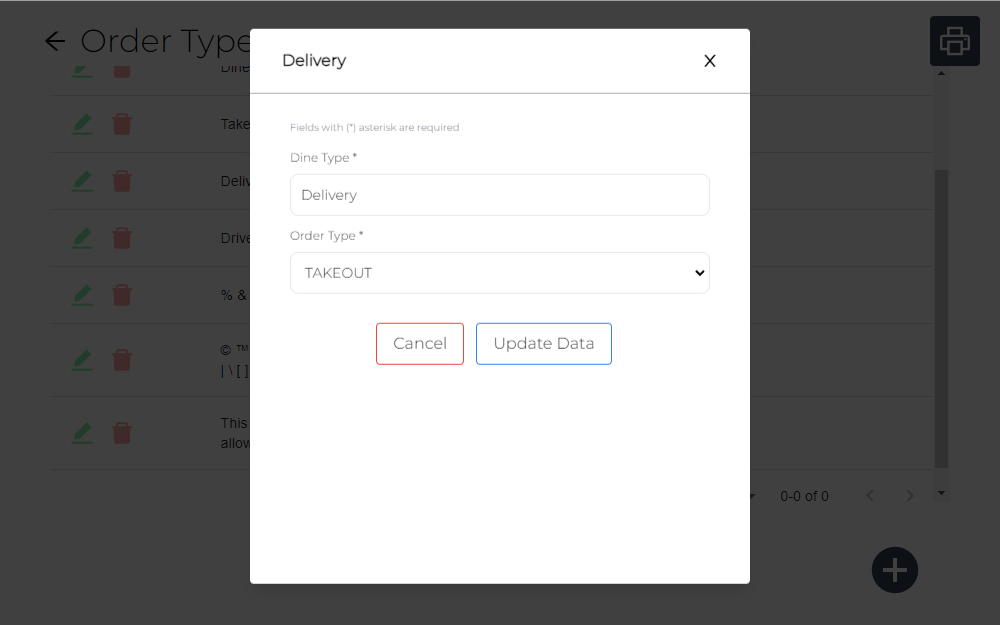 Order Type
Delivery
X
Fields with (*) asterisk are required
Dine Type *
Delivery
Order Type *
TAKEOUT
Cancel
Update Data
Dine
Take
Deliv
Drive
% &
© ™
| \ [ ]
This
allow
0-0 of 0